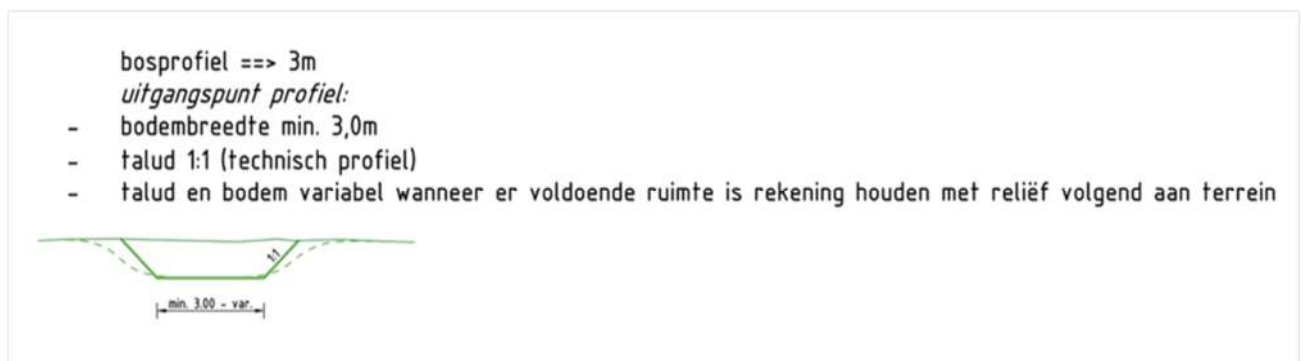 bosprofiel ==> 3m
uitgangspunt profiel:
- bodembreedte min. 3,0m
- talud 1:1 (technisch profiel)
- talud en bodem variabel wanneer er voldoende ruimte is rekening houden met reliëf volgend aan terrein
1:1
min. 3.00 - var.